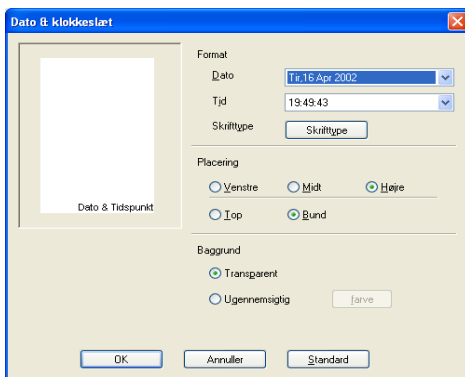 Dato & klokkeslæt
Format
Dato Tir,16 Apr 2002
Tid 19:49:43
Skrifttype Skrifttype
Placering
Venstre Midt Højre
Top Bund
Dato & Tidspunkt
Baggrund
Transparent
Ugennemsigtig farve
OK Annuller Standard